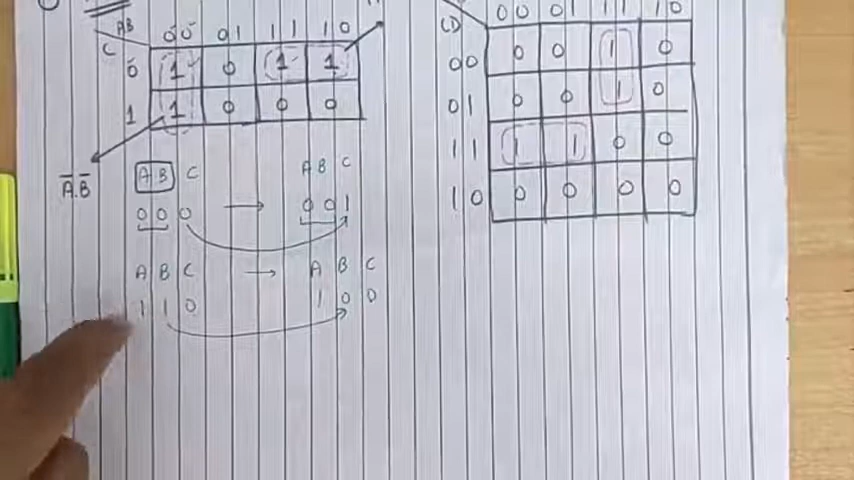 AB
C
00 01 11 10
0 1 0 1 1
1 1 0 0 0
A̅.B̅
A B C A B C
0 0 0 → 0 0 1
A B C → A B C
1 1 0 1 0 0
CD
00 01 11 10
00 0 0 1 0
01 0 0 1 0
11 1 1 0 0
10 0 0 0 0